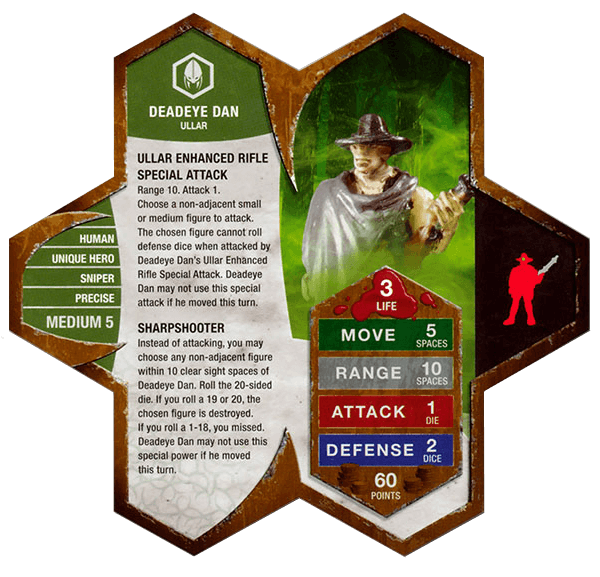 DEADEYE DAN
ULLAR
ULLAR ENHANCED RIFLE
SPECIAL ATTACK
Range 10. Attack 1.
Choose a non-adjacent small
or medium figure to attack.
The chosen figure cannot roll
defense dice when attacked by
Deadeye Dan's Ullar Enhanced
Rifle Special Attack. Deadeye
Dan may not use this special
attack if he moved this turn.
SHARPSHOOTER
Instead of attacking, you may
choose any non-adjacent figure
within 10 clear sight spaces of
Deadeye Dan. Roll the 20-sided
die. If you roll a 19 or 20, the
chosen figure is destroyed.
If you roll a 1-18, you missed.
Deadeye Dan may not use this
special power if he moved
this turn.
HUMAN
UNIQUE HERO
SNIPER
PRECISE
MEDIUM 5
3
LIFE
MOVE 5
SPACES
RANGE 10
SPACES
ATTACK 1
DIE
DEFENSE 2
DICE
60
POINTS